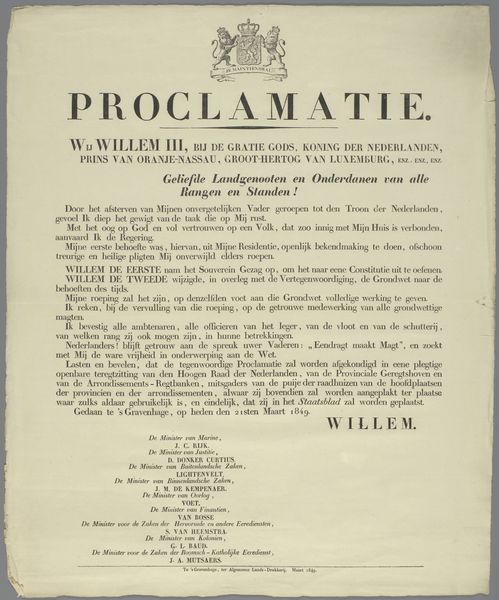 JE MAINTIENDRAI
PROCLAMATIE.
WIJ WILLEM III, BIJ DE GRATIE GODS, KONING DER NEDERLANDEN,
PRINS VAN ORANJE-NASSAU, GROOT-HERTOG VAN LUXEMBURG, ENZ., ENZ., ENZ.
Geliefde Landgenooten en Onderdanen van alle
Rangen en Standen!
Door het afsterven van Mijnen onvergetelijken Vader geroepen tot den Troon der Nederlanden,
gevoel Ik diep het gewigt van de taak die op Mij rust.
Met het oog op God en vol vertrouwen op een Volk, dat zoo innig met Mijn Huis is verbonden,
aanvaard Ik de Regering.
Mijne eerste behoefte was, hiervan, uit Mijne Residentie, openlijk bekendmaking te doen, ofschoon
treurige en heilige pligten Mij onverwijld elders roepen.
WILLEM DE EERSTE nam het Souverein Gezag op, om het naar eene Constitutie uit te oefenen.
WILLEM DE TWEEDE wijzigde, in overleg met de Vertegenwoordiging, de Grondwet naar de
behoeften des tijds.
Mijne roeping zal het zijn, op denzelfden voet aan die Grondwet volledige werking te geven.
Ik reken, bij de vervulling van die roeping, op de getrouwe medewerking van alle grondwettige
magten.
Ik bevestig alle ambtenaren, alle officieren van het leger, van de vloot en van de schutterij,
van welken rang zij ook mogen zijn, in hunne betrekkingen.
Nederlanders! blijft getrouw aan de spreuk uwer Vaderen: „Eendragt maakt Magt", en zoekt
met Mij de ware vrijheid in onderwerping aan de Wet.
Lasten en bevelen, dat de tegenwoordige Proclamatie zal worden afgekondigd in eene plegtige
openbare teregtzitting van den Hoogen Raad der Nederlanden, van de Provinciale Geregtshoven en
van de Arrondissements-Regtbanken, mitsgaders van de puije der raadhuizen van de hoofdplaatsen
der provincien en der arrondissementen, alwaar zij bovendien zal worden aangeplakt ter plaatse
waar zulks aldaar gebruikelijk is, en eindelijk, dat zij in het Staatsblad zal worden geplaatst.
Gedaan te 's Gravenhage, op heden den 21sten Maart 1849.
WILLEM.
De Minister van Marine,
J. C. RIJK.
De Minister van Justitie,
D. DONKER CURTIUS.
De Minister van Buitenlandsche Zaken,
LIGHTENVELT.
De Minister van Binnenlandsche Zaken,
J. M. DE KEMPENAER.
De Minister van Oorlog,
VOET.
De Minister van Finantien,
VAN BOSSE
De Minister voor de Zaken der Hervormde en andere Eerediensten,
S. VAN HEEMSTRA.
De Minister van Kolonien,
G. L. BAUD.
De Minister voor de Zaken der Roomsch-Katholijke Eeredienst,
J. A. MUTSAERS.
Te 's Gravenhage, ter Algemeene Lands-Drukkerij. Maart 1849.